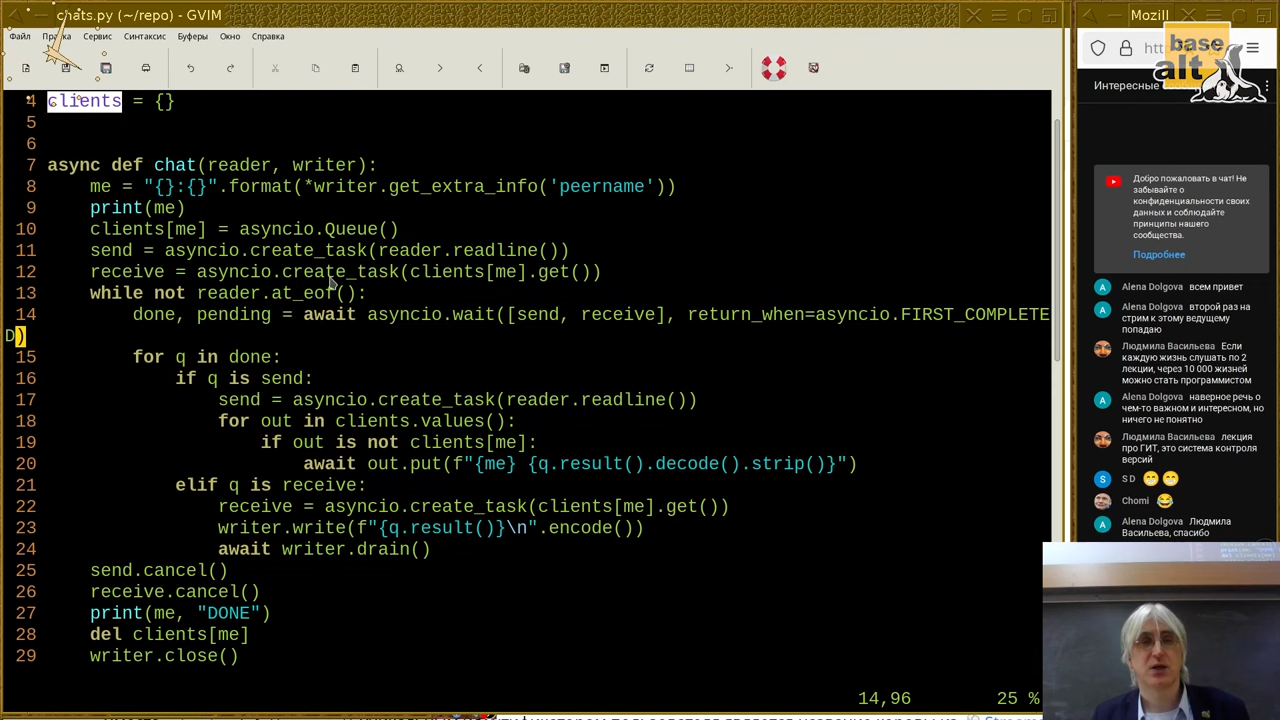 chats.py (~/repo) - GVIM
Mozill
Файл Правка Сервис Синтаксис Буферы Окно Справка
base
alt
Интересные
4 clients = {}
5
6
7 async def chat(reader, writer):
8 me = "{}:{}".format(*writer.get_extra_info('peername'))
9 print(me)
10 clients[me] = asyncio.Queue()
11 send = asyncio.create_task(reader.readline())
12 receive = asyncio.create_task(clients[me].get())
13 while not reader.at_eof():
14 done, pending = await asyncio.wait([send, receive], return_when=asyncio.FIRST_COMPLETE
D)
15 for q in done:
16 if q is send:
17 send = asyncio.create_task(reader.readline())
18 for out in clients.values():
19 if out is not clients[me]:
20 await out.put(f"{me} {q.result().decode().strip()}")
21 elif q is receive:
22 receive = asyncio.create_task(clients[me].get())
23 writer.write(f"{q.result()}\n".encode())
24 await writer.drain()
25 send.cancel()
26 receive.cancel()
27 print(me, "DONE")
28 del clients[me]
29 writer.close()
14,96 25 %
Добро пожаловать в чат! Не
забывайте о
конфиденциальности своих
данных и соблюдайте
принципы нашего
сообщества.
Подробнее
A Alena Dolgova всем привет
A Alena Dolgova второй раз на
стрим к этому ведущему
попадаю
Людмила Васильева Если
каждую жизнь слушать по 2
лекции, через 10 000 жизней
можно стать программистом
A Alena Dolgova наверное речь о
чем-то важном и интересном, но
ничего не понятно
Людмила Васильева лекция
про ГИТ, это система контроля
версий
S S D
Chomi
A Alena Dolgova Людмила
Васильева, спасибо